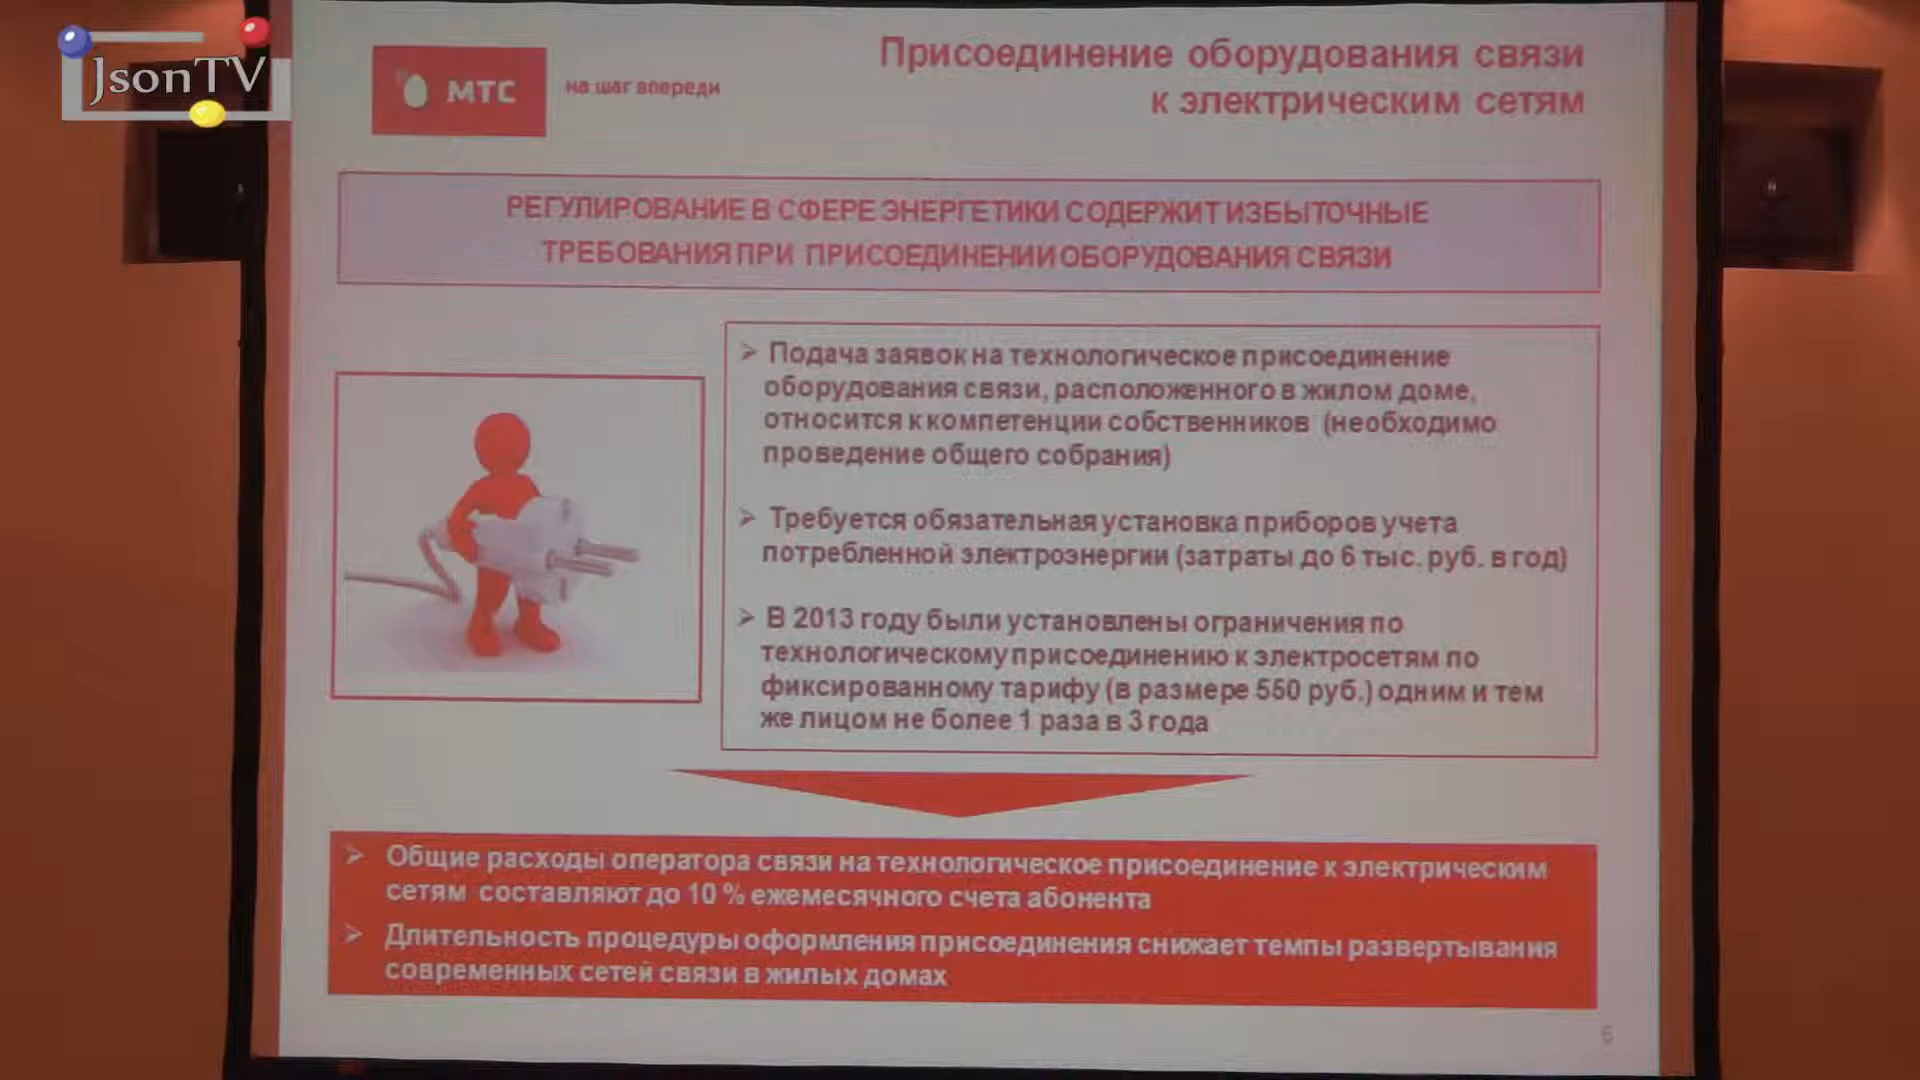 JsonTV
МТС
на шаг впереди
Присоединение оборудования связи
к электрическим сетям
РЕГУЛИРОВАНИЕ В СФЕРЕ ЭНЕРГЕТИКИ СОДЕРЖИТ ИЗБЫТОЧНЫЕ
ТРЕБОВАНИЯ ПРИ ПРИСОЕДИНЕНИИ ОБОРУДОВАНИЯ СВЯЗИ
➢ Подача заявок на технологическое присоединение
оборудования связи, расположенного в жилом доме,
относится к компетенции собственников (необходимо
проведение общего собрания)
➢ Требуется обязательная установка приборов учета
потребленной электроэнергии (затраты до 6 тыс. руб. в год)
➢ В 2013 году были установлены ограничения по
технологическому присоединению к электросетям по
фиксированному тарифу (в размере 550 руб.) одним и тем
же лицом не более 1 раза в 3 года
➢ Общие расходы оператора связи на технологическое присоединение к электрическим
сетям составляют до 10 % ежемесячного счета абонента
➢ Длительность процедуры оформления присоединения снижает темпы развертывания
современных сетей связи в жилых домах
6